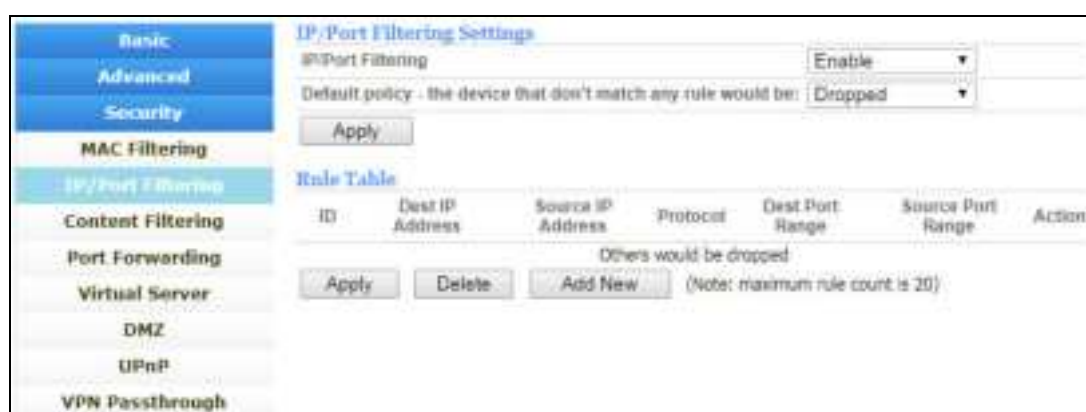 Basic
Advanced
Security
MAC Filtering
IP/Port Filtering
Content Filtering
Port Forwarding
Virtual Server
DMZ
UPnP
VPN Passthrough
IP/Port Filtering Settings
IP/Port Filtering Enable
Default policy - the device that don't match any rule would be: Dropped
Apply
Rule Table
ID Dest IP Address Source IP Address Protocol Dest Port Range Source Port Range Action
Others would be dropped
Apply Delete Add New (Note: maximum rule count is 20)